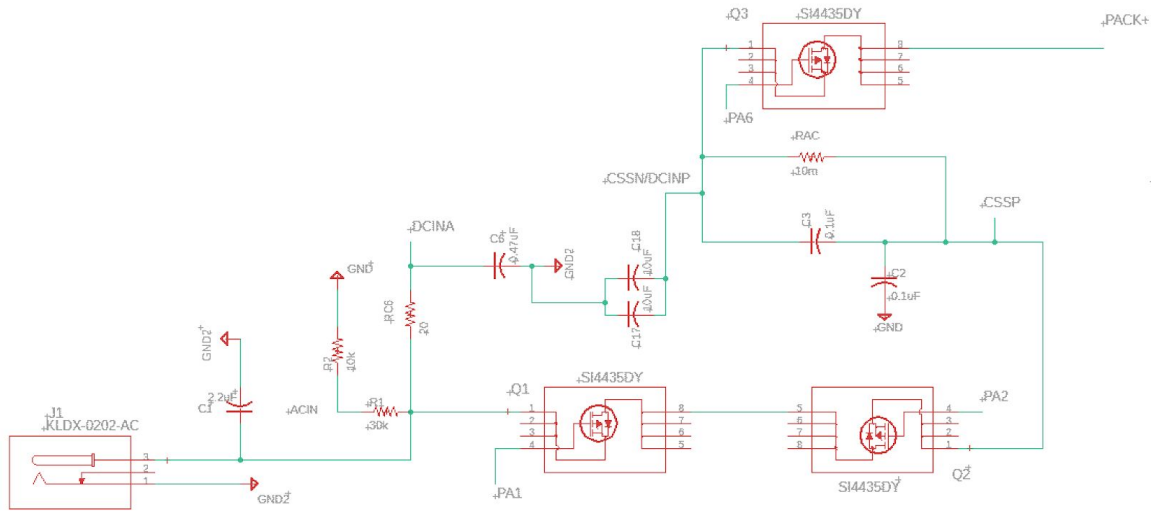 Q3
SI4435DY
PACK+
1
2
3
4
8
7
6
5
PA6
RAC
10m
CSSN/DCINP
CSSP
C3
0.1uF
DCINA
C6
0.47uF
GND2
C18
10uF
C17
10uF
C2
0.1uF
GND
GND
RC6
20
R2
10k
GND2
2.2uF
C1
ACIN
R1
30k
Q1
SI4435DY
1
2
3
4
8
7
6
5
PA1
5
6
7
8
4
3
2
1
PA2
Q2
SI4435DY
J1
KLDX-0202-AC
3
2
1
GND2